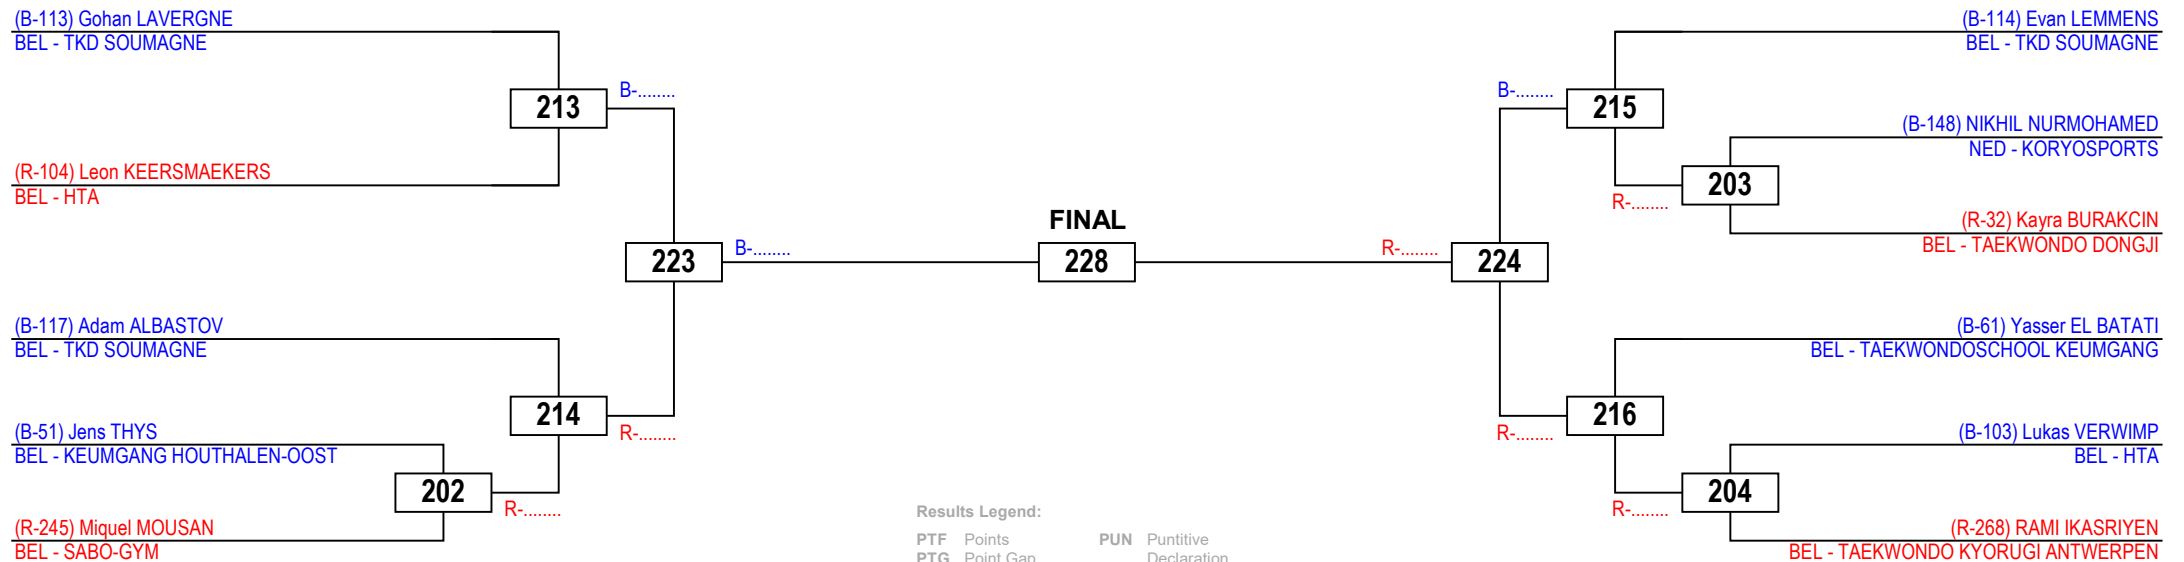 (B-113) Gohan LAVERGNE
BEL - TKD SOUMAGNE
213
B-........
(R-104) Leon KEERSMAEKERS
BEL - HTA
223
B-........
(B-117) Adam ALBASTOV
BEL - TKD SOUMAGNE
214
R-........
(B-51) Jens THYS
BEL - KEUMGANG HOUTHALEN-OOST
202
R-........
(R-245) Miquel MOUSAN
BEL - SABO-GYM
FINAL
228
(B-114) Evan LEMMENS
BEL - TKD SOUMAGNE
B-........
215
(B-148) NIKHIL NURMOHAMED
NED - KORYOSPORTS
203
R-........
(R-32) Kayra BURAKCIN
BEL - TAEKWONDO DONGJI
R-........
224
(B-61) Yasser EL BATATI
BEL - TAEKWONDOSCHOOL KEUMGANG
216
R-........
(B-103) Lukas VERWIMP
BEL - HTA
204
R-........
(R-268) RAMI IKASRIYEN
BEL - TAEKWONDO KYORUGI ANTWERPEN
Results Legend:
PTF Points PUN Puntitive
PTG Point Gap Declaration